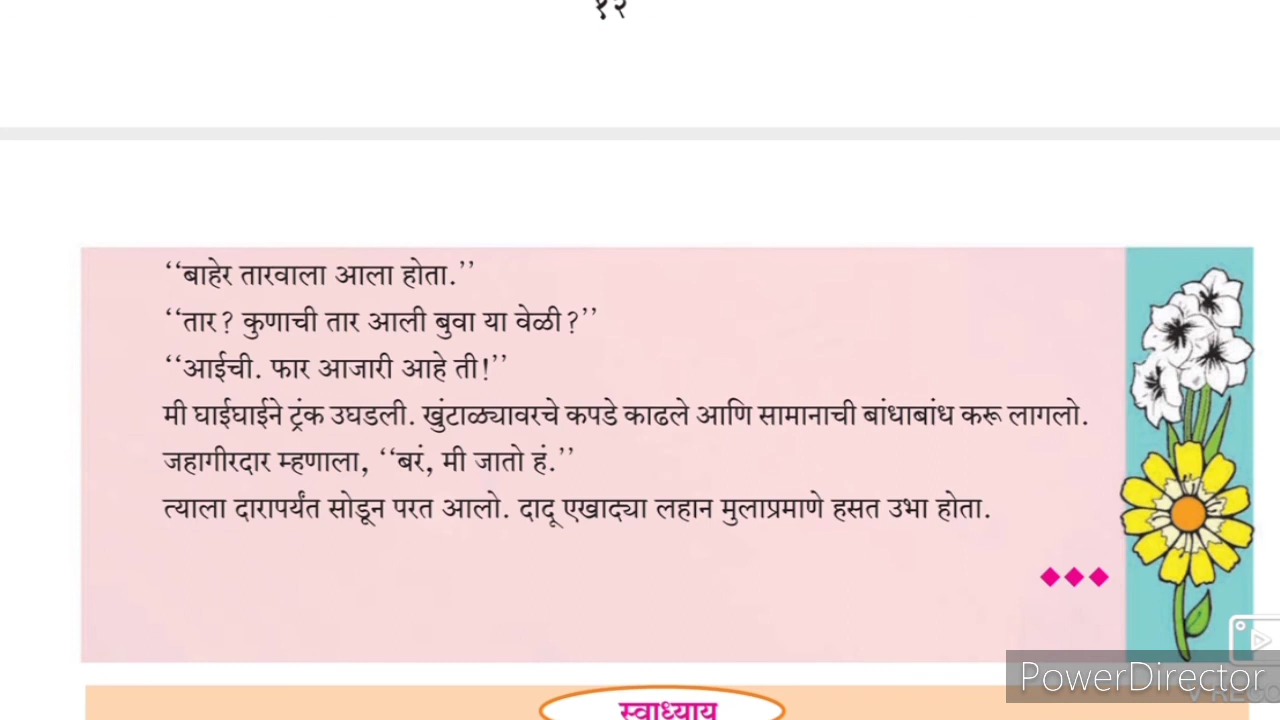 १२
‘‘बाहेर तारवाला आला होता.’’
‘‘तार? कुणाची तार आली बुवा या वेळी?’’
‘‘आईची. फार आजारी आहे ती!’’
मी घाईघाईने ट्रंक उघडली. खुंटाळ्यावरचे कपडे काढले आणि सामानाची बांधाबांध करू लागलो.
जहागीरदार म्हणाला, ‘‘बरं, मी जातो हं.’’
त्याला दारापर्यंत सोडून परत आलो. दादू एखाद्या लहान मुलाप्रमाणे हसत उभा होता.
PowerDirector
स्वाध्याय